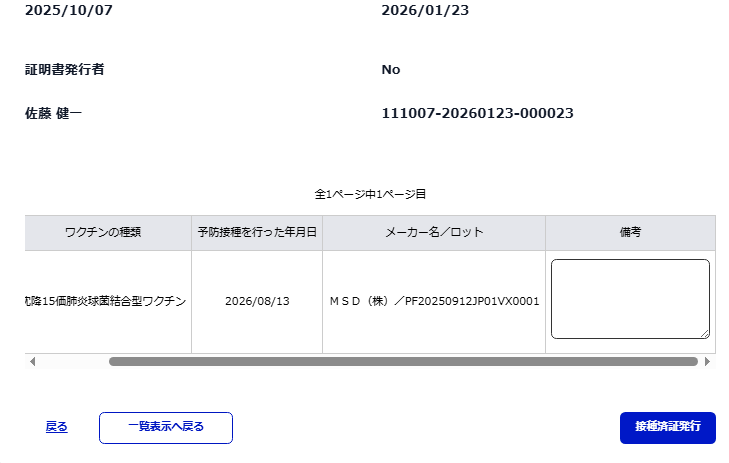 2025/10/07 2026/01/23
証明書発行者 No
佐藤 健一 111007-20260123-000023
全1ページ中1ページ目
ワクチンの種類 予防接種を行った年月日 メーカー名／ロット 備考
沈降15価肺炎球菌結合型ワクチン 2026/08/13 ＭＳＤ（株）／PF20250912JP01VX0001
戻る 一覧表示へ戻る 接種済証発行